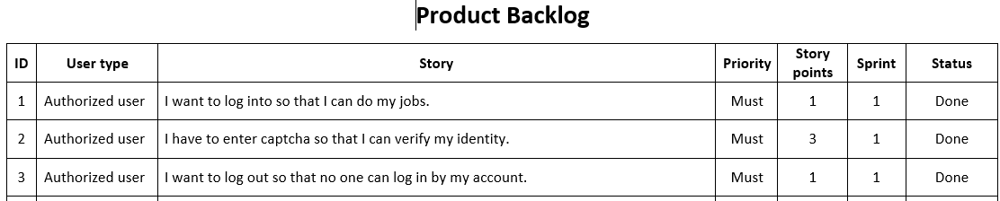 Product Backlog
ID User type Story Priority Story points Sprint Status
1 Authorized user I want to log into so that I can do my jobs. Must 1 1 Done
2 Authorized user I have to enter captcha so that I can verify my identity. Must 3 1 Done
3 Authorized user I want to log out so that no one can log in by my account. Must 1 1 Done